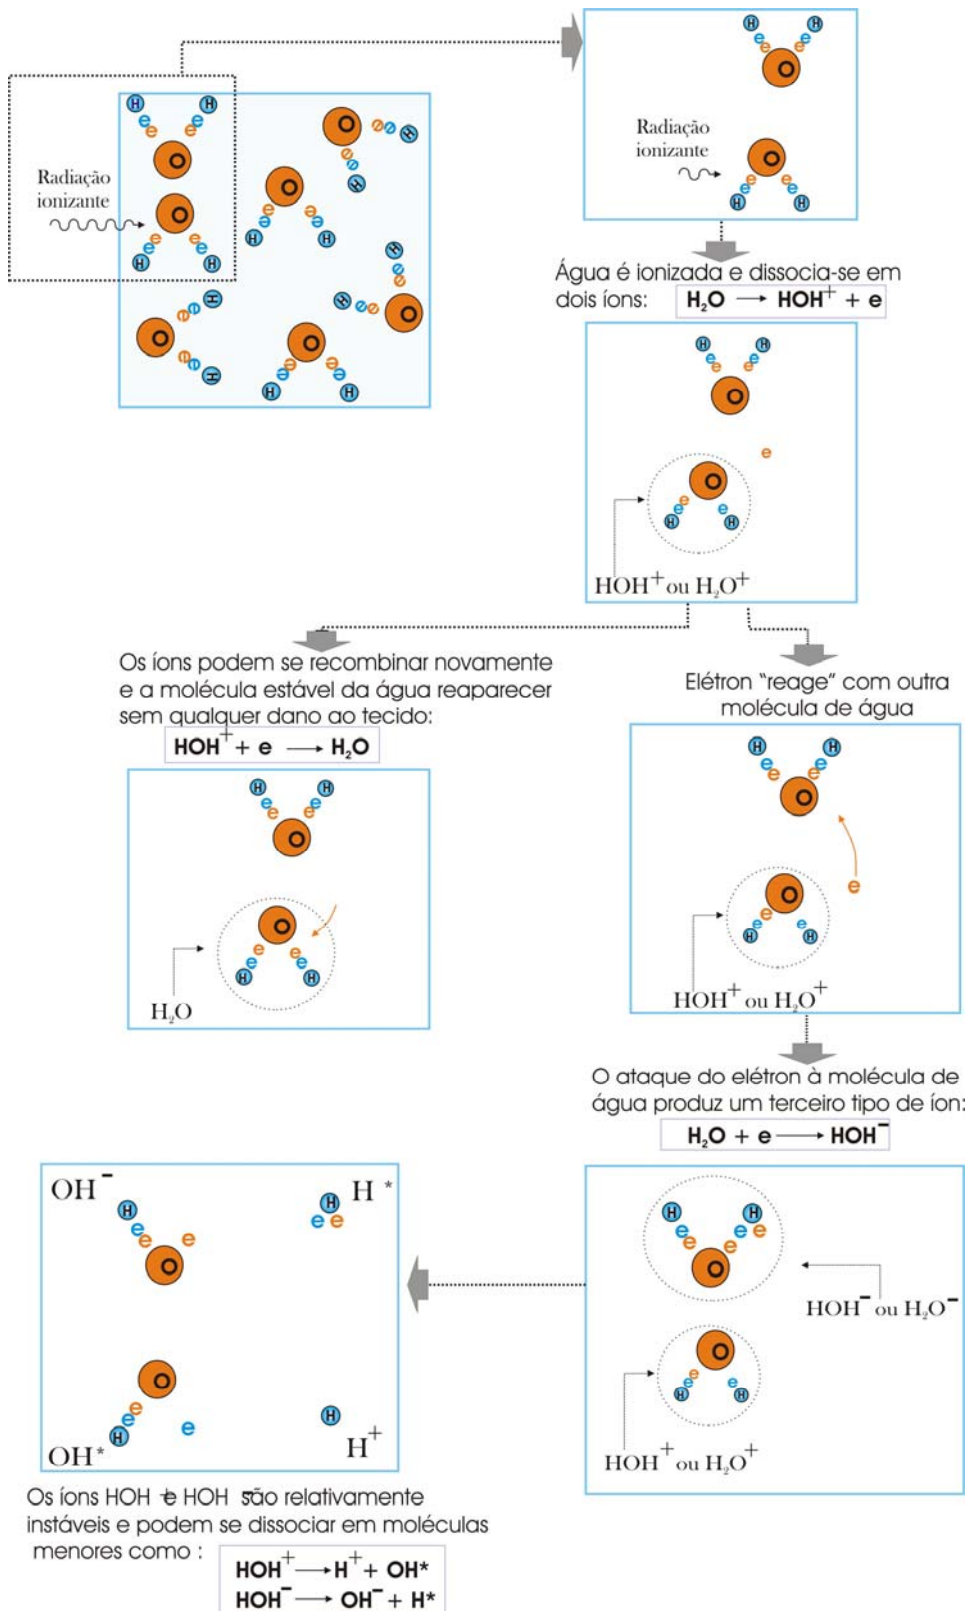 H H
e e
e e
O
Radiação
ionizante
O
e e
e e
H H
O e e H
e
e
H
O
e e
e e
H H
H
e
e
O
H e e
O
e e H
e e H
O
e e
e e
H H
H H
e e
e e
O
Radiação
ionizante
O
e e
e e
H H
Água é ionizada e dissocia-se em
dois íons: H₂O → HOH⁺ + e
H H
e e
e e
O
e
O
e e
e
H H
HOH⁺ ou H₂O⁺
Os íons podem se recombinar novamente
e a molécula estável da água reaparecer
sem qualquer dano ao tecido:
HOH⁺ + e → H₂O
H H
e e
e e
O
O
e e
e e
H H
H₂O
Elétron “reage” com outra
molécula de água
H H
e e
e e
O
e
O
e e
e
H H
HOH⁺ ou H₂O⁺
O ataque do elétron à molécula de
água produz um terceiro tipo de íon:
H₂O + e → HOH⁻
H H
e e e
e e
O
HOH⁻ ou H₂O⁻
O
e e
e
H H
HOH⁺ ou H₂O⁺
OH⁻ H *
H H
e e e
e e
O
O
e
e e
H H
OH* H⁺
Os íons HOH ⁺e HOH ⁻são relativamente
instáveis e podem se dissociar em moléculas
menores como :
HOH⁺ → H⁺ + OH*
HOH⁻ → OH⁻ + H*